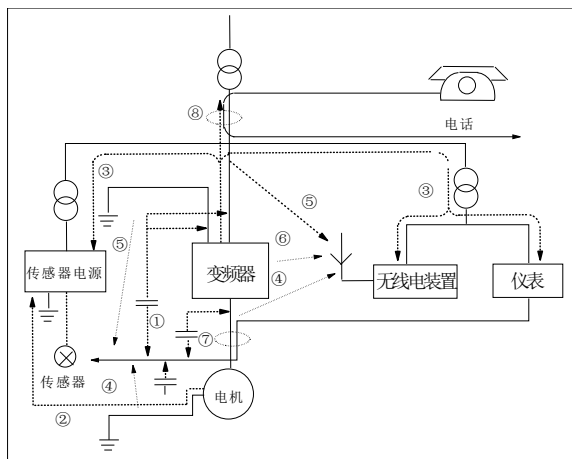 ⑧
电话
③
③
⑤
⑤
⑥
传感器电源
变频器
④
无线电装置
仪表
①
⑦
传感器
④
电机
②